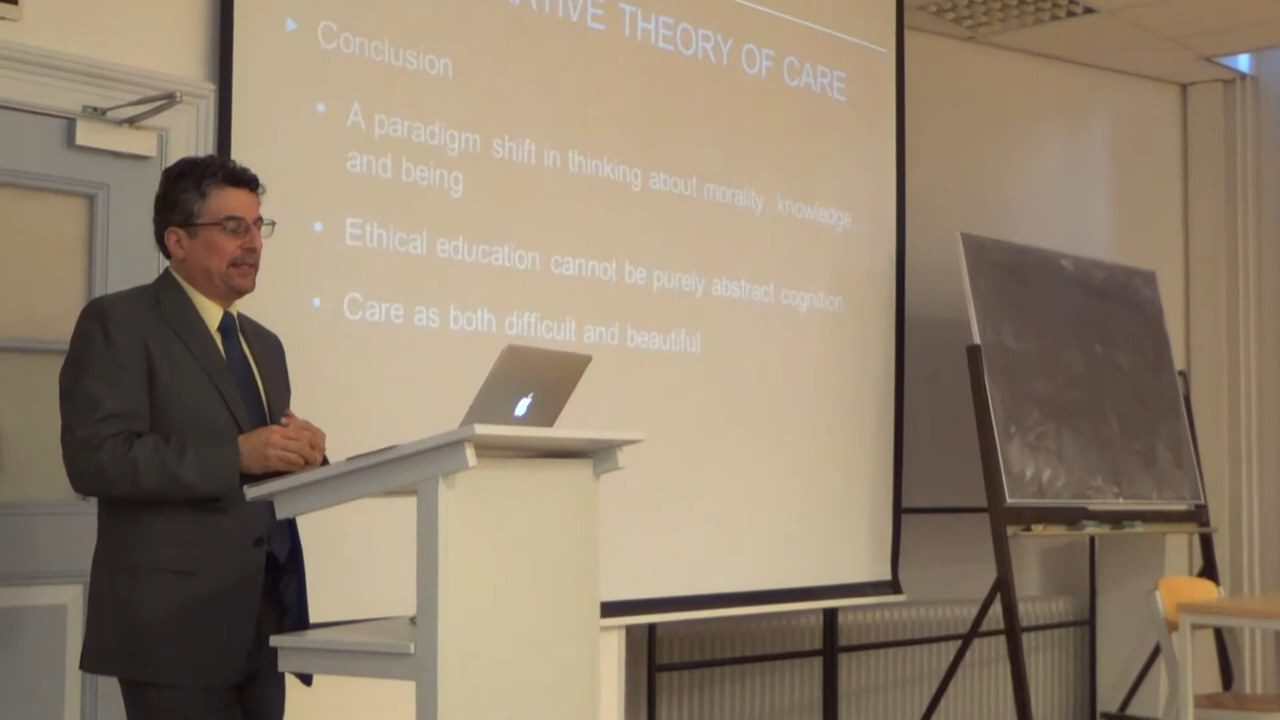 THEORY OF CARE
Conclusion
A paradigm shift in thinking about morality, knowledge
and being
Ethical education cannot be purely abstract cognition
Care as both difficult and beautiful